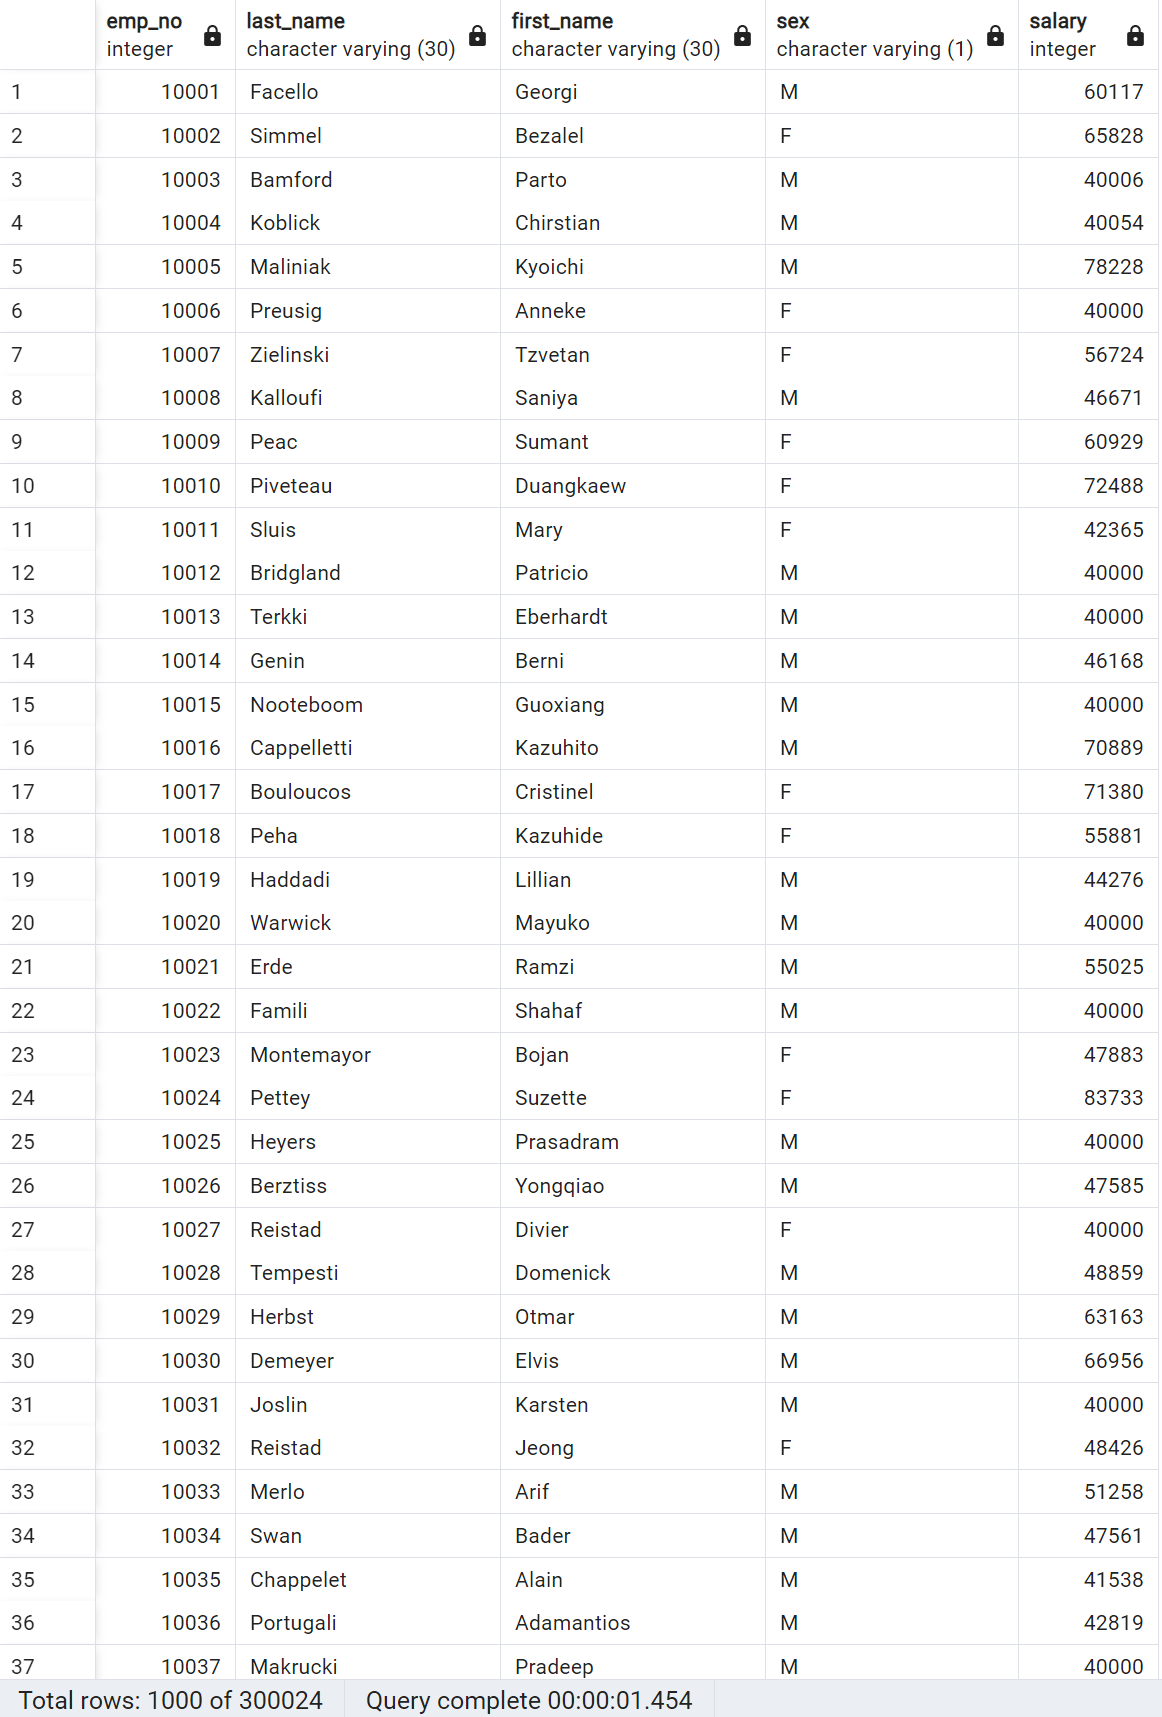 emp_no last_name first_name sex salary
integer character varying (30) character varying (30) character varying (1) integer
1 10001 Facello Georgi M 60117
2 10002 Simmel Bezalel F 65828
3 10003 Bamford Parto M 40006
4 10004 Koblick Chirstian M 40054
5 10005 Maliniak Kyoichi M 78228
6 10006 Preusig Anneke F 40000
7 10007 Zielinski Tzvetan F 56724
8 10008 Kalloufi Saniya M 46671
9 10009 Peac Sumant F 60929
10 10010 Piveteau Duangkaew F 72488
11 10011 Sluis Mary F 42365
12 10012 Bridgland Patricio M 40000
13 10013 Terkki Eberhardt M 40000
14 10014 Genin Berni M 46168
15 10015 Nooteboom Guoxiang M 40000
16 10016 Cappelletti Kazuhito M 70889
17 10017 Bouloucos Cristinel F 71380
18 10018 Peha Kazuhide F 55881
19 10019 Haddadi Lillian M 44276
20 10020 Warwick Mayuko M 40000
21 10021 Erde Ramzi M 55025
22 10022 Famili Shahaf M 40000
23 10023 Montemayor Bojan F 47883
24 10024 Pettey Suzette F 83733
25 10025 Heyers Prasadram M 40000
26 10026 Berztiss Yongqiao M 47585
27 10027 Reistad Divier F 40000
28 10028 Tempesti Domenick M 48859
29 10029 Herbst Otmar M 63163
30 10030 Demeyer Elvis M 66956
31 10031 Joslin Karsten M 40000
32 10032 Reistad Jeong F 48426
33 10033 Merlo Arif M 51258
34 10034 Swan Bader M 47561
35 10035 Chappelet Alain M 41538
36 10036 Portugali Adamantios M 42819
37 10037 Makrucki Pradeep M 40000
Total rows: 1000 of 300024 Query complete 00:00:01.454